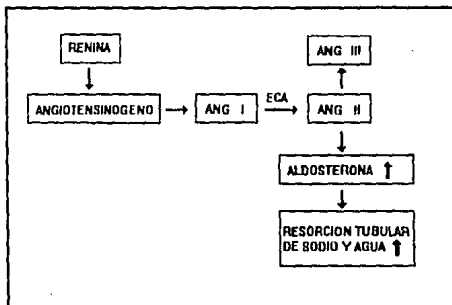 RENINA
ANG III
ANGIOTENSINOGENO
ANG I
ECA
ANG II
ALDOSTERONA
RESORCION TUBULAR
DE SODIO Y AGUA